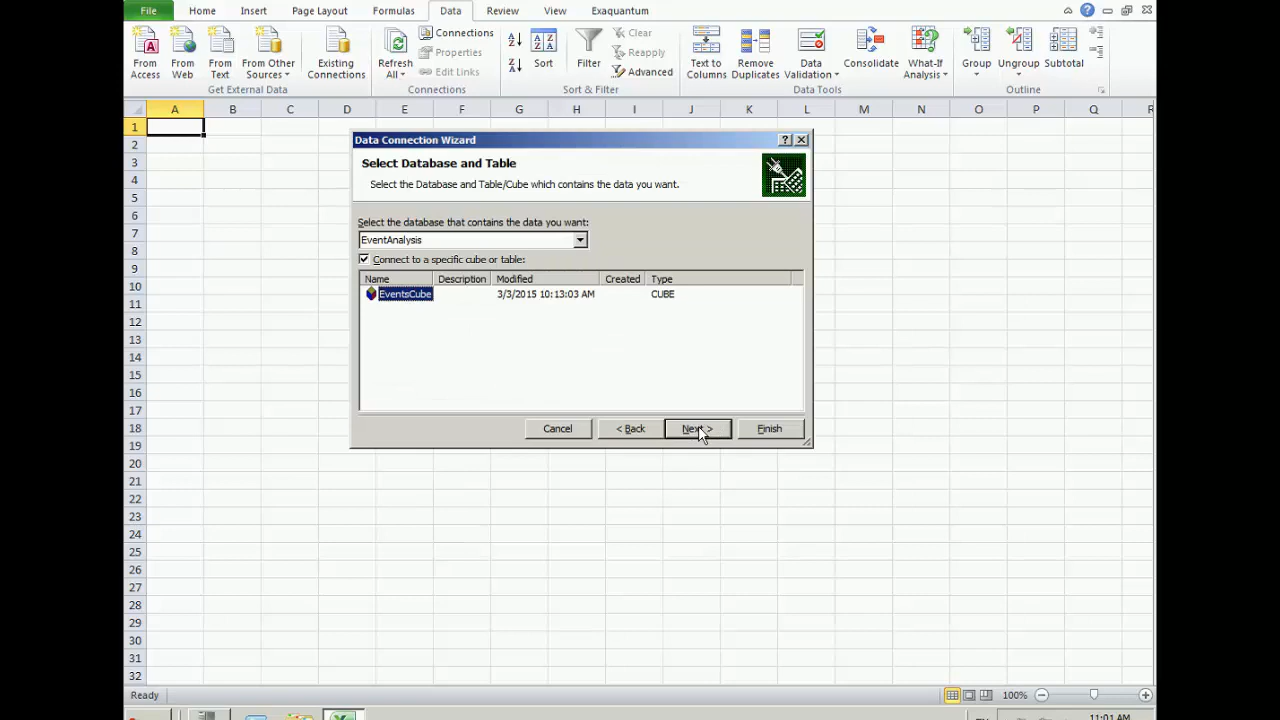 File Home Insert Page Layout Formulas Data Review View Exaquantum
From Access From Web From Text From Other Sources Existing Connections Refresh All Connections Properties Edit Links Sort Filter Clear Reapply Advanced Text to Columns Remove Duplicates Data Validation Consolidate What-If Analysis Group Ungroup Subtotal
Get External Data Connections Sort & Filter Data Tools Outline
A B C D E F G H I J K L M N O P Q R
1
2
Data Connection Wizard
3 Select Database and Table
4 Select the Database and Table/Cube which contains the data you want.
5
6 Select the database that contains the data you want:
7 EventAnalysis
8 Connect to a specific cube or table:
9 Name Description Modified Created Type
10 EventsCube 3/3/2015 10:13:03 AM CUBE
11
12
13
14
15
16
17
18 Cancel < Back Next > Finish
19
20
21
22
23
24
25
26
27
28
29
30
31
32
Ready 100%
11:01 AM